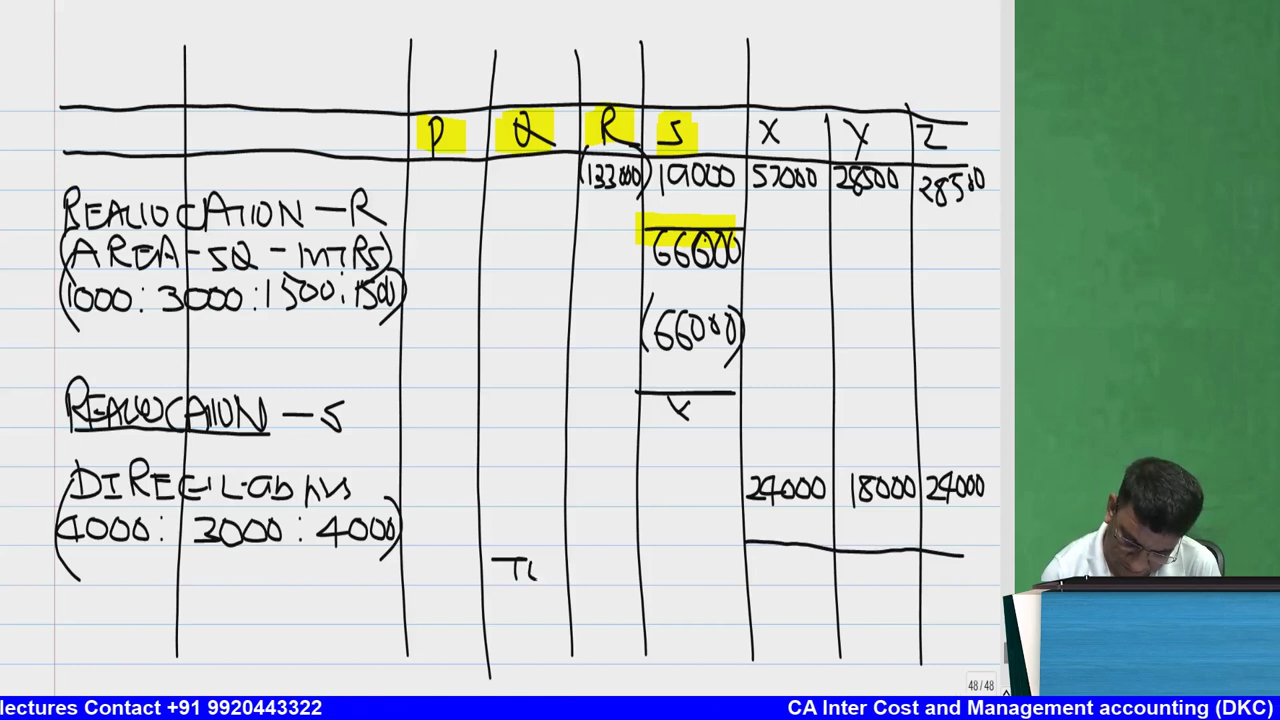 P Q R S X Y Z
(133000) 19000 57000 28500 28500
REALLOCATION - R
(AREA - SQ - MTRS)
(1000: 3000:1500:1500)
66000
(66000)
REALLOCATION - S
X
(DIRECT Lab hrs
4000: 3000: 4000)
24000 18000 24000
To
48/48
lectures Contact +91 9920443322
CA Inter Cost and Management accounting (DKC)